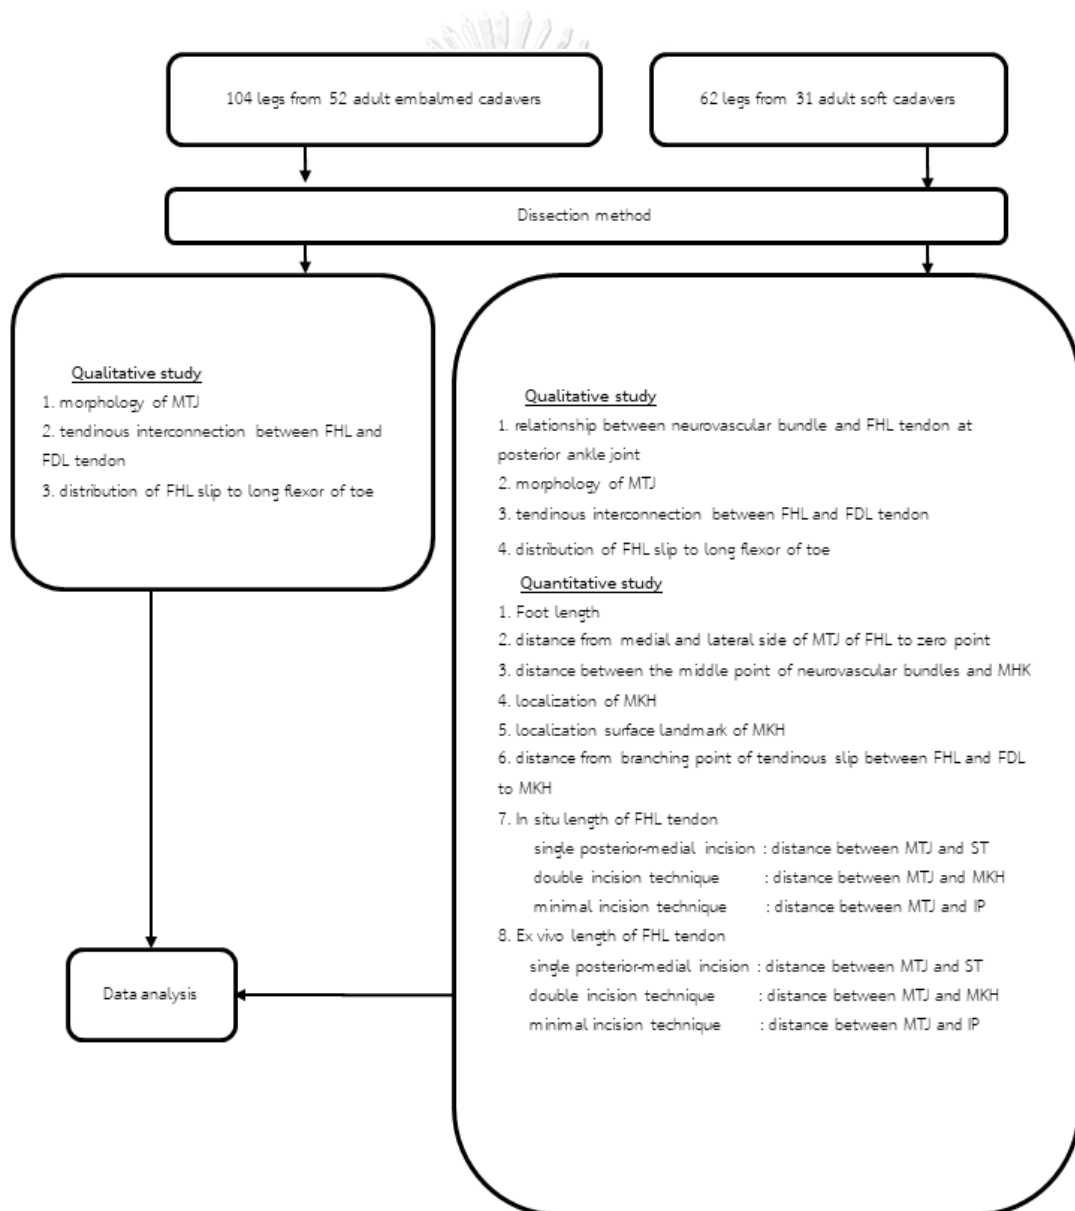 104 legs from 52 adult embalmed cadavers
62 legs from 31 adult soft cadavers
Dissection method
Qualitative study
1. morphology of MTJ
2. tendinous interconnection between FHL and
FDL tendon
3. distribution of FHL slip to long flexor of toe
Qualitative study
1. relationship between neurovascular bundle and FHL tendon at
posterior ankle joint
2. morphology of MTJ
3. tendinous interconnection between FHL and FDL tendon
4. distribution of FHL slip to long flexor of toe
Quantitative study
1. Foot length
2. distance from medial and lateral side of MTJ of FHL to zero point
3. distance between the middle point of neurovascular bundles and MHK
4. localization of MKH
5. localization surface landmark of MKH
6. distance from branching point of tendinous slip between FHL and FDL
to MKH
7. In situ length of FHL tendon
single posterior-medial incision : distance between MTJ and ST
double incision technique : distance between MTJ and MKH
minimal incision technique : distance between MTJ and IP
8. Ex vivo length of FHL tendon
single posterior-medial incision : distance between MTJ and ST
double incision technique : distance between MTJ and MKH
minimal incision technique : distance between MTJ and IP
Data analysis